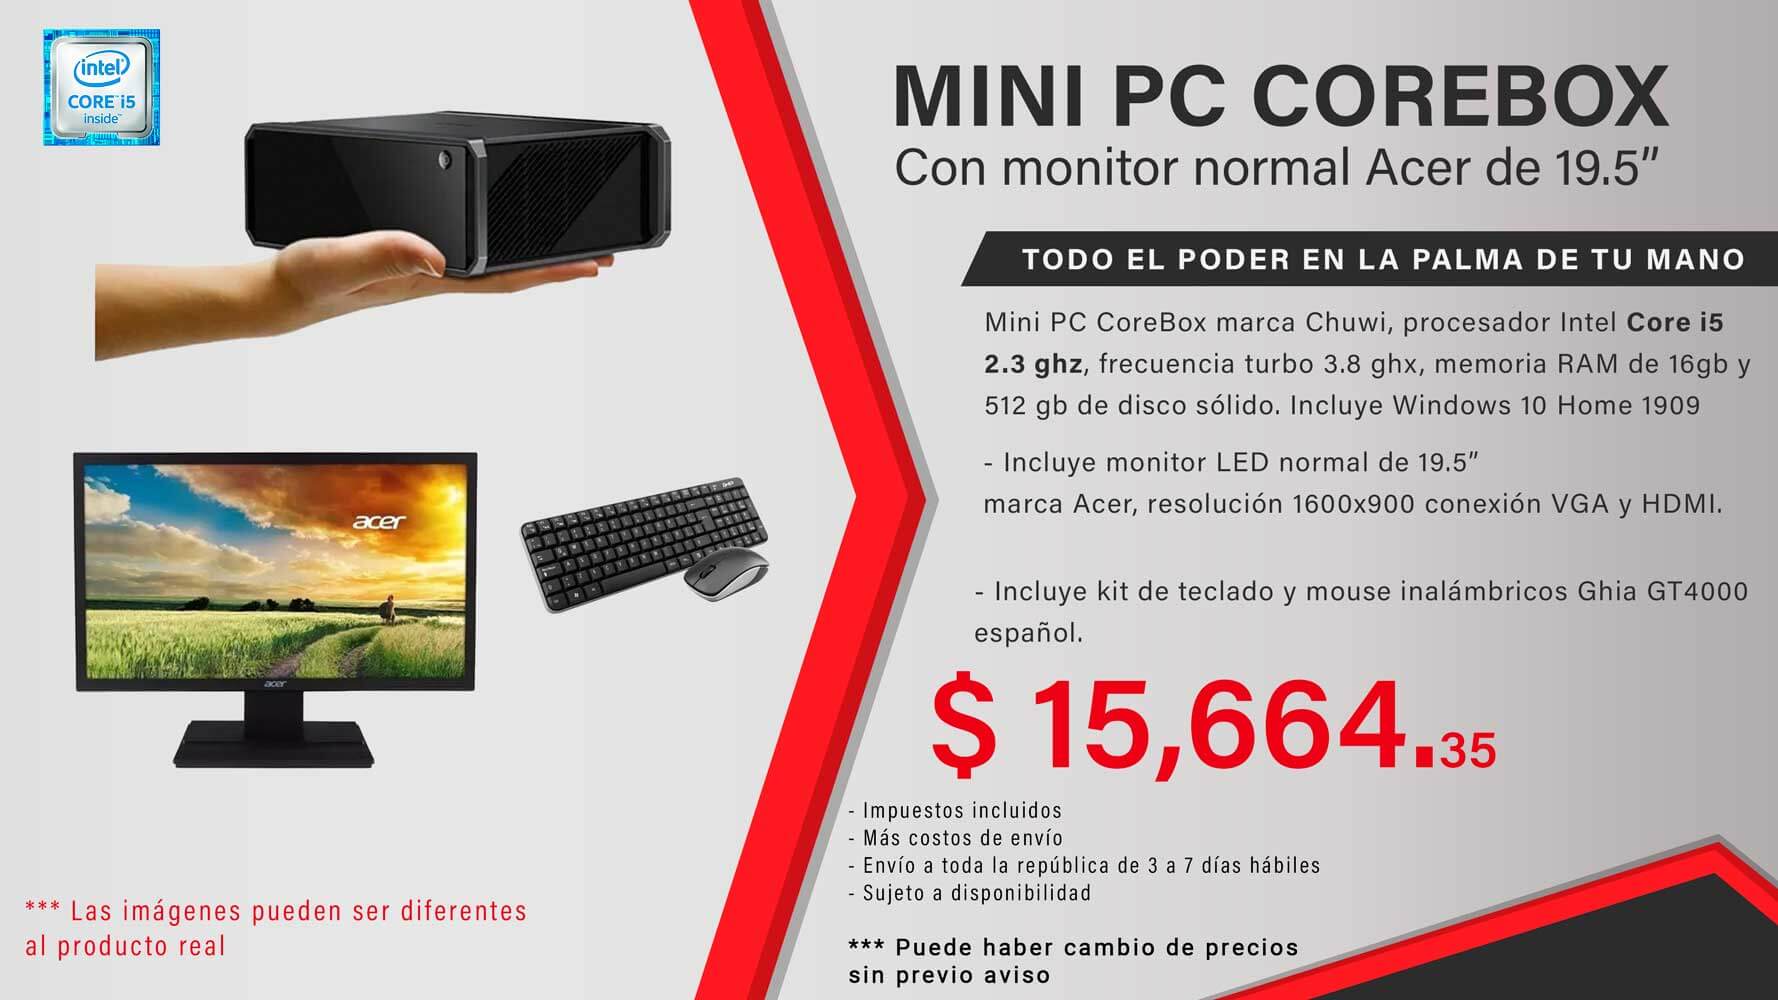 intel
CORE i5
inside
MINI PC COREBOX
Con monitor normal Acer de 19.5”
TODO EL PODER EN LA PALMA DE TU MANO
Mini PC CoreBox marca Chuwi, procesador Intel Core i5
2.3 ghz, frecuencia turbo 3.8 ghx, memoria RAM de 16gb y
512 gb de disco sólido. Incluye Windows 10 Home 1909
- Incluye monitor LED normal de 19.5”
marca Acer, resolución 1600x900 conexión VGA y HDMI.
- Incluye kit de teclado y mouse inalámbricos Ghia GT4000
español.
acer
acer
$ 15,664.35
- Impuestos incluidos
- Más costos de envío
- Envío a toda la república de 3 a 7 días hábiles
- Sujeto a disponibilidad
*** Puede haber cambio de precios
sin previo aviso
*** Las imágenes pueden ser diferentes
al producto real